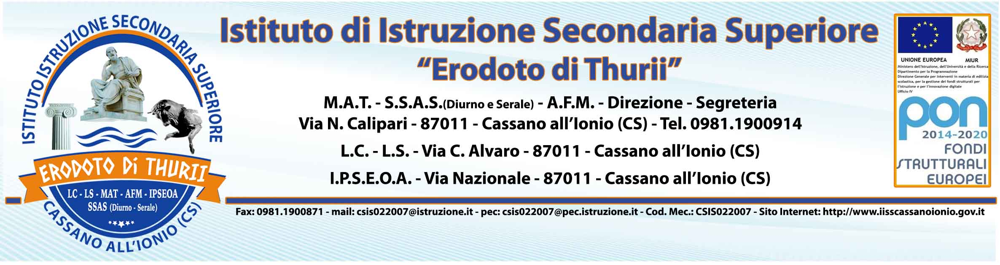 ISTITUTO ISTRUZIONE SECONDARIA SUPERIORE
ERODOTO Di THURII
LC - LS - MAT - AFM - IPSEOA
SSAS (Diurno - Serale)
CASSANO ALL'IONIO (CS)
Istituto di Istruzione Secondaria Superiore
“Erodoto di Thurii”
M.A.T. - S.S.A.S.(Diurno e Serale) - A.F.M. - Direzione - Segreteria
Via N. Calipari - 87011 - Cassano all’Ionio (CS) - Tel. 0981.1900914
L.C. - L.S. - Via C. Alvaro - 87011 - Cassano all’Ionio (CS)
I.P.S.E.O.A. - Via Nazionale - 87011 - Cassano all’Ionio (CS)
Fax: 0981.1900871 - mail: csis022007@istruzione.it - pec: csis022007@pec.istruzione.it - Cod. Mec.: CSIS022007 - Sito Internet: http://www.iisscassanoionio.gov.it
UNIONE EUROPEA MIUR
Ministero dell'Istruzione, dell'Università e della Ricerca
Dipartimento per la Programmazione
Direzione Generale per interventi in materia di edilizia
scolastica, per la gestione dei fondi strutturali per
l'istruzione e per l'innovazione digitale
Ufficio IV
pon
2014-2020
FONDI
STRUTTURALI
EUROPEI